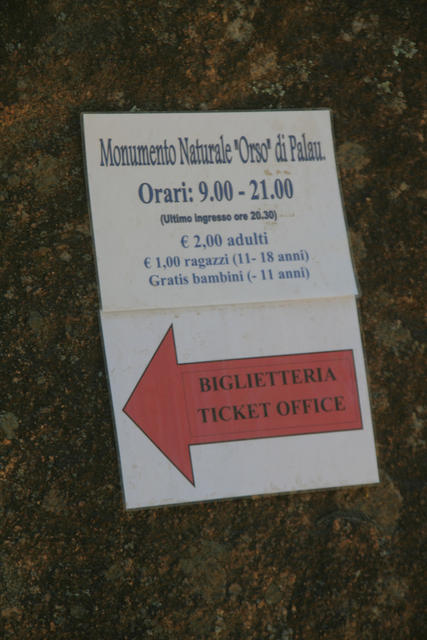 Monumento Naturale "Orso" di Palau.
Orari: 9.00 - 21.00
(Ultimo ingresso ore 20.30)
€ 2,00 adulti
€ 1,00 ragazzi (11- 18 anni)
Gratis bambini (- 11 anni)
BIGLIETTERIA
TICKET OFFICE